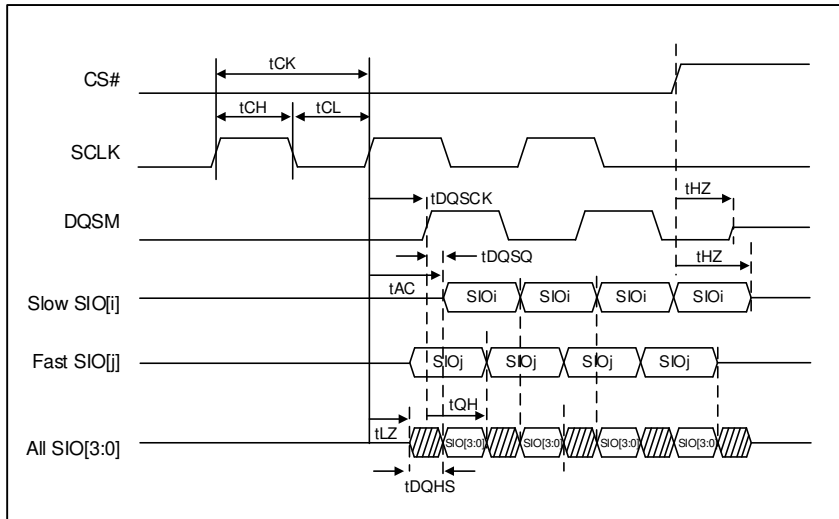 tCK
CS#
tCH tCL
SCLK
tDQSCK tHZ
DQSM
tDQSQ tHZ
tAC
Slow SIO[i] SIOi SIOi SIOi SIOi
Fast SIO[j] SIOj SIOj SIOj SIOj
tQH
tLZ
All SIO[3:0] SIO[3:0] SIO[3:0] SIO[3:0] SIO[3:0]
tDQHS